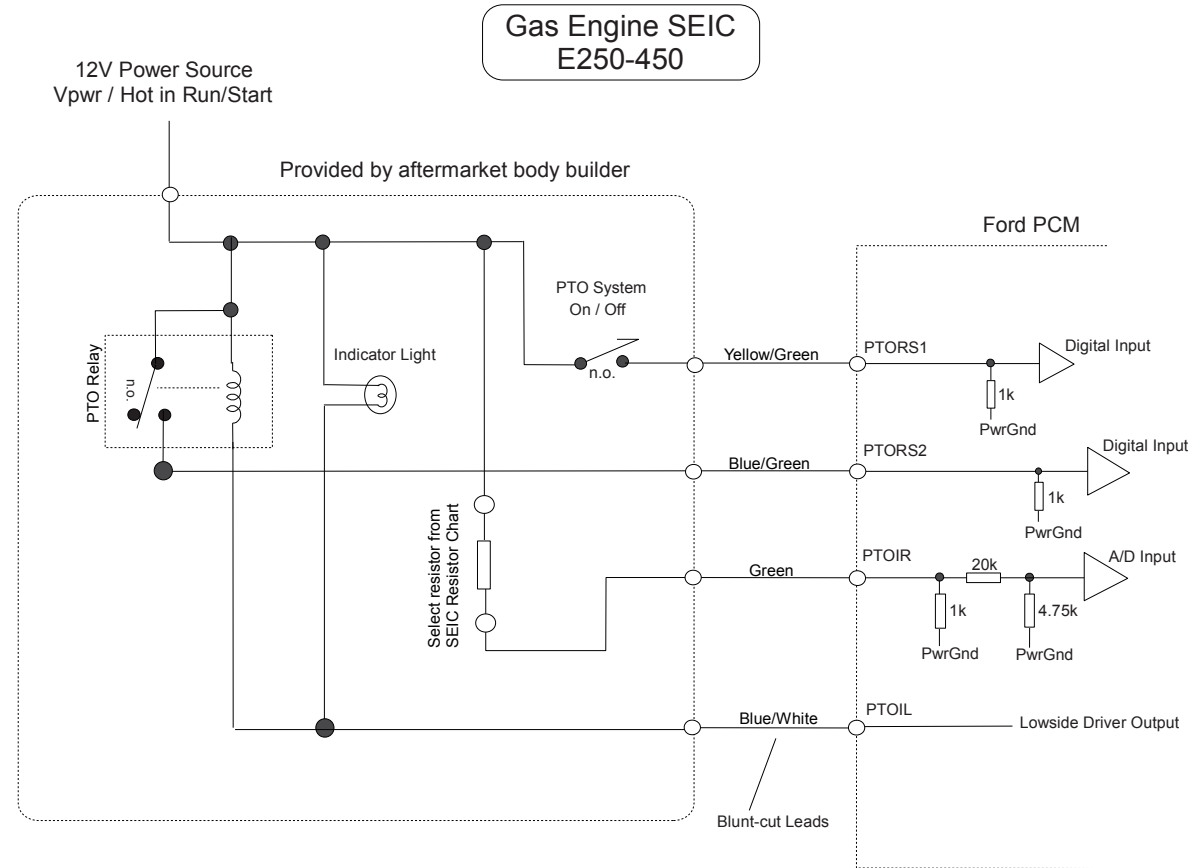 Gas Engine SEIC
E250-450
12V Power Source
Vpwr / Hot in Run/Start
Provided by aftermarket body builder
Ford PCM
PTO System
On / Off
n.o.
PTO Relay
n.o.
Indicator Light
Yellow/Green
PTORS1
Digital Input
1k
PwrGnd
Blue/Green
PTORS2
Digital Input
1k
PwrGnd
Select resistor from
SEIC Resistor Chart
Green
PTOIR
20k
A/D Input
1k
4.75k
PwrGnd
PwrGnd
Blue/White
PTOIL
Lowside Driver Output
Blunt-cut Leads